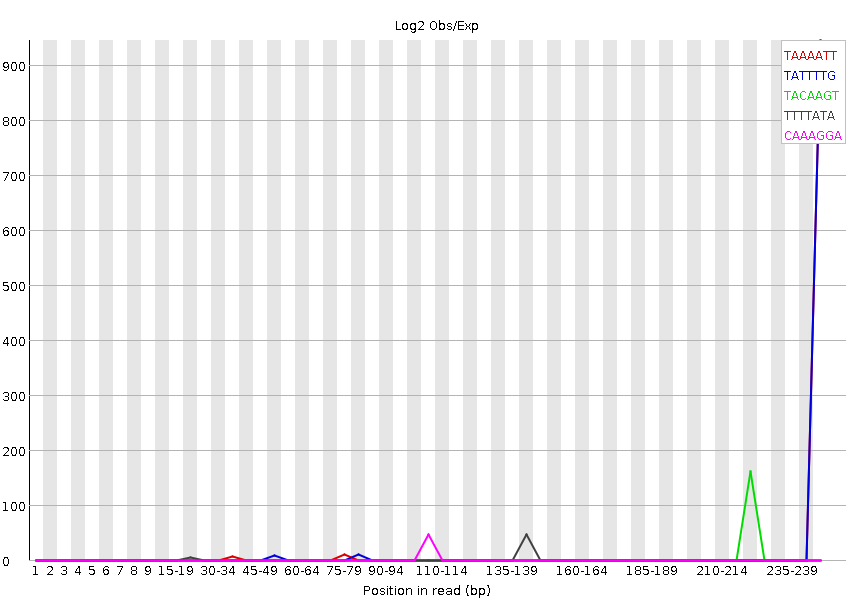 Log2 Obs/Exp
900
800
700
600
500
400
300
200
100
0
TAAAATT
TATTTTG
TACAAGT
TTTTATA
CAAAGGA
1 2 3 4 5 6 7 8 9 15-19 30-34 45-49 60-64 75-79 90-94 110-114 135-139 160-164 185-189 210-214 235-239
Position in read (bp)